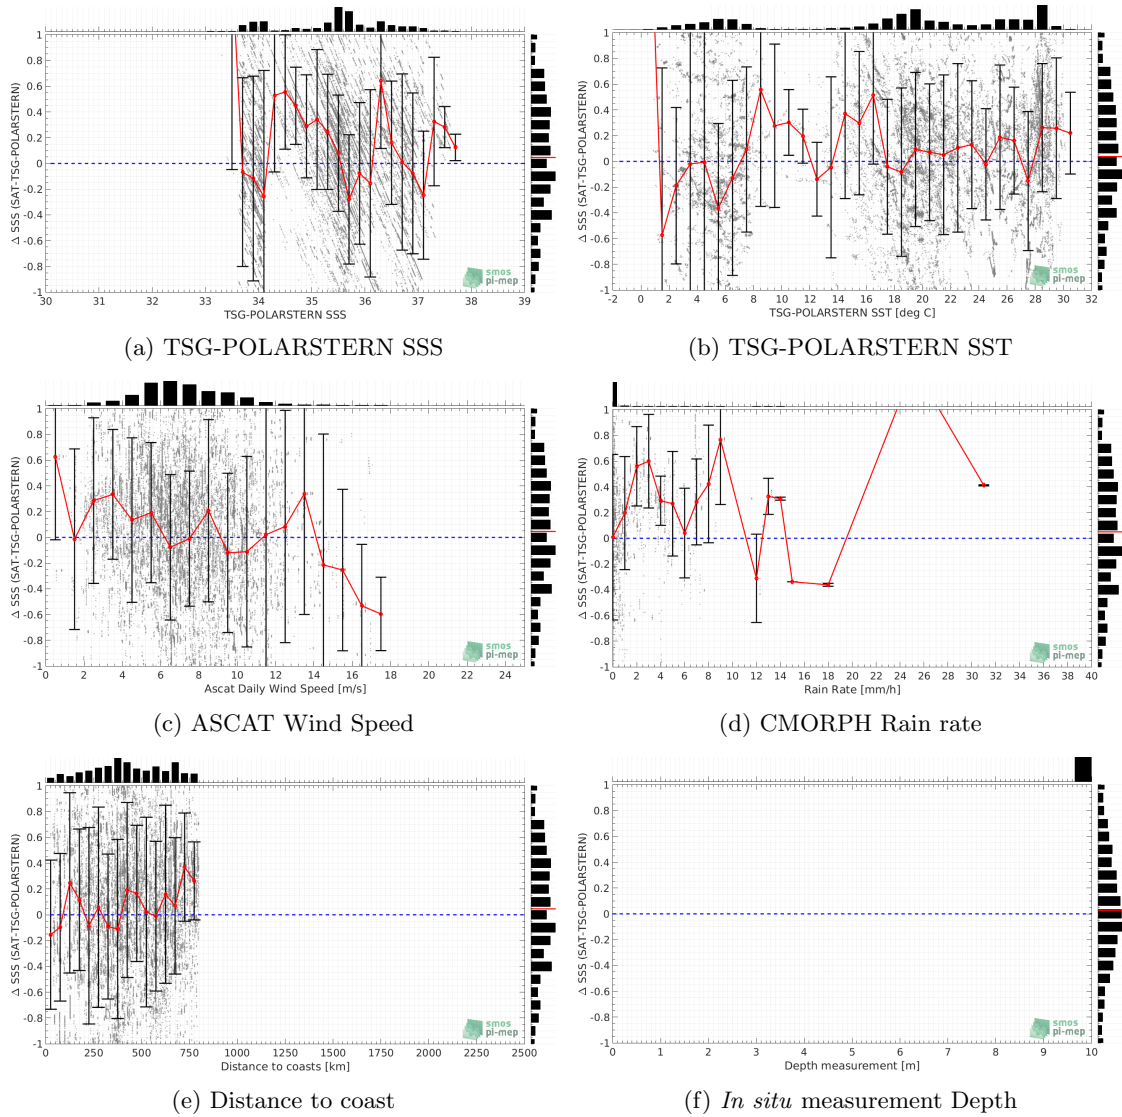 1
0.8
0.6
0.4
0.2
0
-0.2
-0.4
-0.6
-0.8
-1
Δ SSS (SAT-TSG-POLARSTERN)
30 31 32 33 34 35 36 37 38 39
TSG-POLARSTERN SSS
smos
pi-mep
(a) TSG-POLARSTERN SSS
1
0.8
0.6
0.4
0.2
0
-0.2
-0.4
-0.6
-0.8
-1
Δ SSS (SAT-TSG-POLARSTERN)
-2 0 2 4 6 8 10 12 14 16 18 20 22 24 26 28 30 32
TSG-POLARSTERN SST [deg C]
smos
pi-mep
(b) TSG-POLARSTERN SST
1
0.8
0.6
0.4
0.2
0
-0.2
-0.4
-0.6
-0.8
-1
Δ SSS (SAT-TSG-POLARSTERN)
0 2 4 6 8 10 12 14 16 18 20 22 24
Ascat Daily Wind Speed [m/s]
smos
pi-mep
(c) ASCAT Wind Speed
1
0.8
0.6
0.4
0.2
0
-0.2
-0.4
-0.6
-0.8
-1
Δ SSS (SAT-TSG-POLARSTERN)
0 2 4 6 8 10 12 14 16 18 20 22 24 26 28 30 32 34 36 38 40
Rain Rate [mm/h]
smos
pi-mep
(d) CMORPH Rain rate
1
0.8
0.6
0.4
0.2
0
-0.2
-0.4
-0.6
-0.8
-1
Δ SSS (SAT-TSG-POLARSTERN)
0 250 500 750 1000 1250 1500 1750 2000 2250 2500
Distance to coasts [km]
smos
pi-mep
(e) Distance to coast
1
0.8
0.6
0.4
0.2
0
-0.2
-0.4
-0.6
-0.8
-1
Δ SSS (SAT-TSG-POLARSTERN)
0 1 2 3 4 5 6 7 8 9 10
Depth measurement [m]
smos
pi-mep
(f) In situ measurement Depth